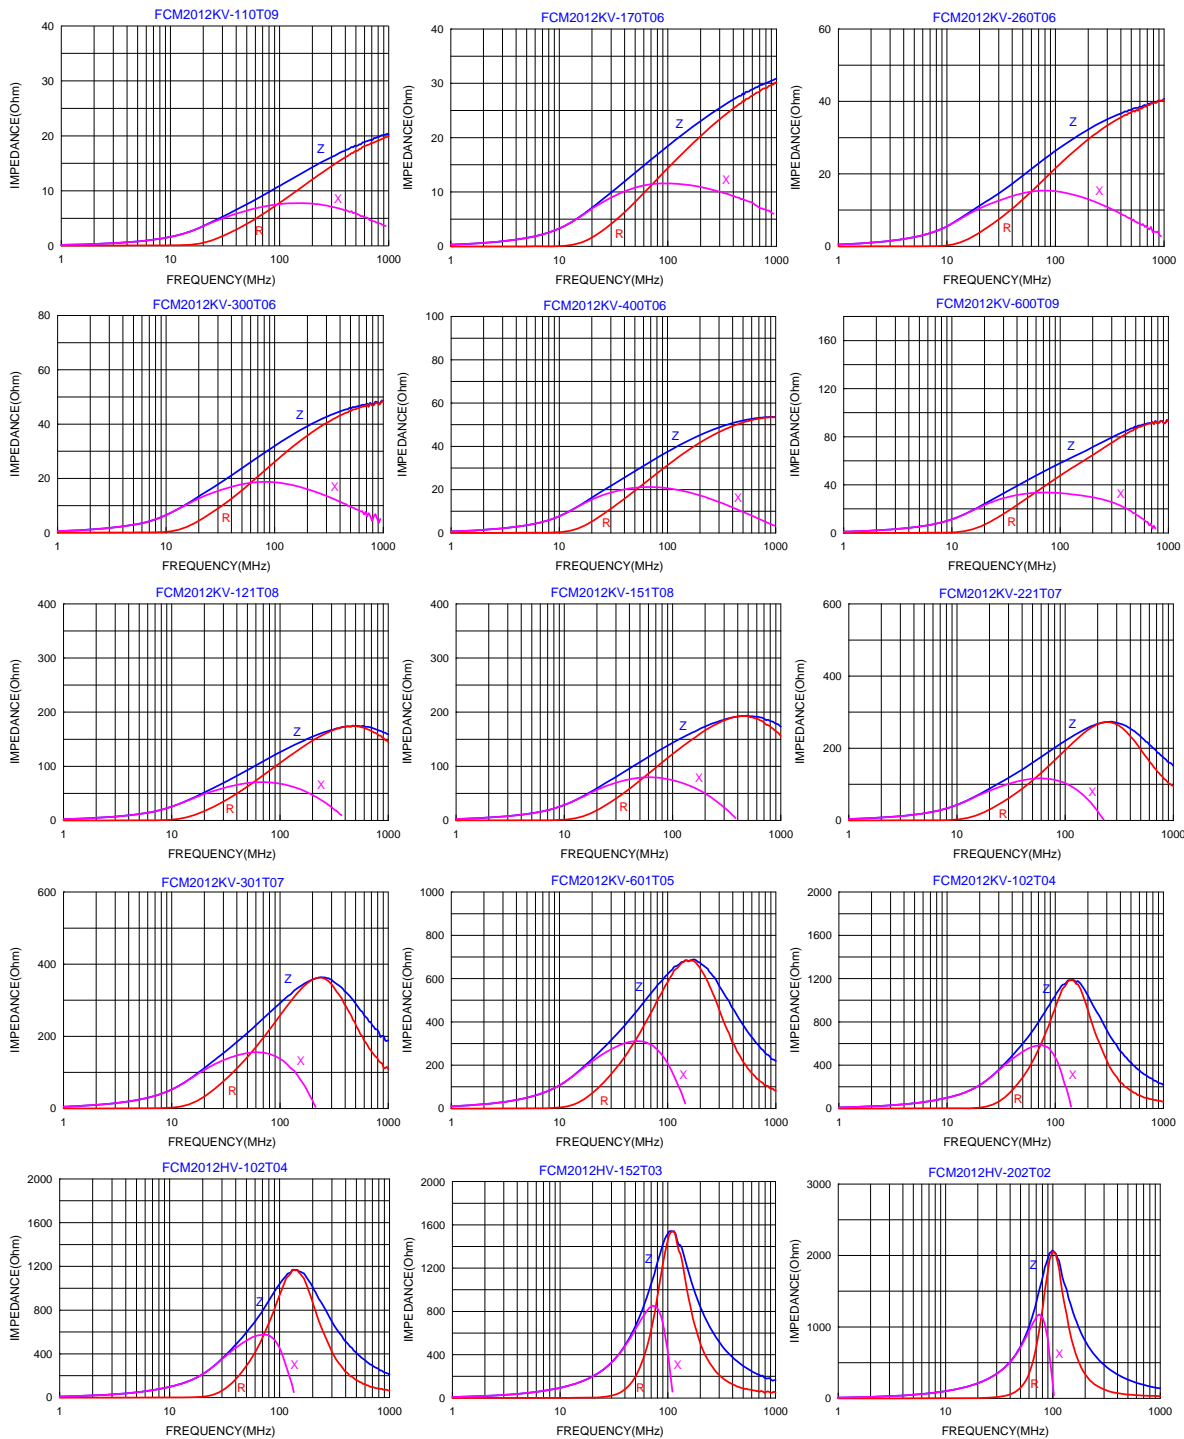 FCM2012KV-110T09
IMPEDANCE(Ohm)
40
30
20
10
0
Z
X
R
1
10
100
1000
FREQUENCY(MHz)
FCM2012KV-170T06
IMPEDANCE(Ohm)
40
30
20
10
0
Z
X
R
1
10
100
1000
FREQUENCY(MHz)
FCM2012KV-260T06
IMPEDANCE(Ohm)
60
40
20
0
Z
X
R
1
10
100
1000
FREQUENCY(MHz)
FCM2012KV-300T06
IMPEDANCE(Ohm)
80
60
40
20
0
Z
X
R
1
10
100
1000
FREQUENCY(MHz)
FCM2012KV-400T06
IMPEDANCE(Ohm)
100
80
60
40
20
0
Z
X
R
1
10
100
1000
FREQUENCY(MHz)
FCM2012KV-600T09
IMPEDANCE(Ohm)
160
120
80
40
0
Z
X
R
1
10
100
1000
FREQUENCY(MHz)
FCM2012KV-121T08
IMPEDANCE(Ohm)
400
300
200
100
0
Z
X
R
1
10
100
1000
FREQUENCY(MHz)
FCM2012KV-151T08
IMPEDANCE(Ohm)
400
300
200
100
0
Z
X
R
1
10
100
1000
FREQUENCY(MHz)
FCM2012KV-221T07
IMPEDANCE(Ohm)
600
400
200
0
Z
X
R
1
10
100
1000
FREQUENCY(MHz)
FCM2012KV-301T07
IMPEDANCE(Ohm)
600
400
200
0
Z
X
R
1
10
100
1000
FREQUENCY(MHz)
FCM2012KV-601T05
IMPEDANCE(Ohm)
1000
800
600
400
200
0
Z
X
R
1
10
100
1000
FREQUENCY(MHz)
FCM2012KV-102T04
IMPEDANCE(Ohm)
2000
1600
1200
800
400
0
Z
X
R
1
10
100
1000
FREQUENCY(MHz)
FCM2012HV-102T04
IMPEDANCE(Ohm)
2000
1600
1200
800
400
0
Z
X
R
1
10
100
1000
FREQUENCY(MHz)
FCM2012HV-152T03
IMPEDANCE(Ohm)
2000
1600
1200
800
400
0
Z
X
R
1
10
100
1000
FREQUENCY(MHz)
FCM2012HV-202T02
IMPEDANCE(Ohm)
3000
2000
1000
0
Z
X
R
1
10
100
1000
FREQUENCY(MHz)